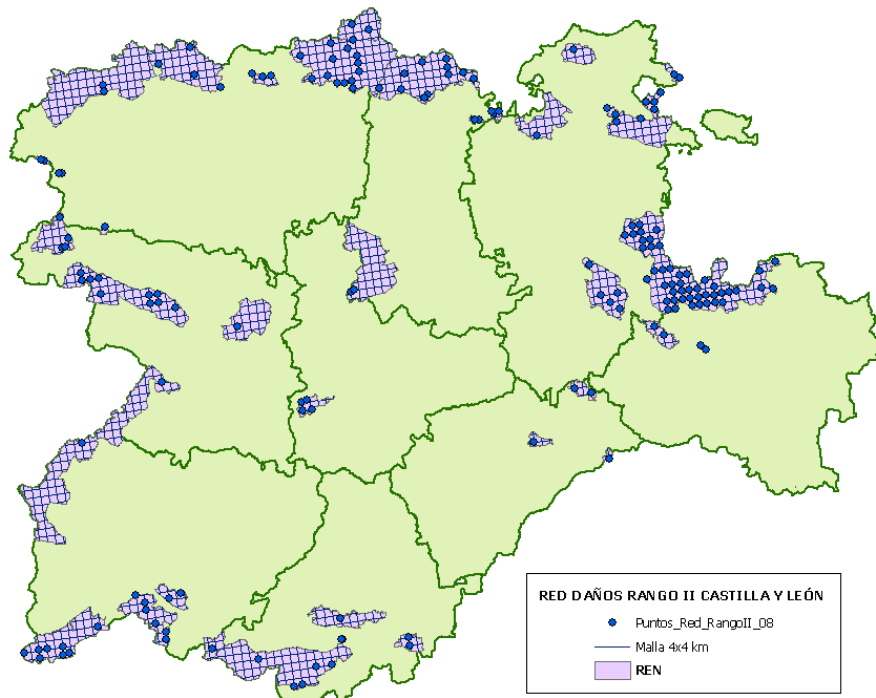 RED DAÑOS RANGO II CASTILLA Y LEÓN
Puntos_Red_RangoII_08
Malla 4x4 km
REN